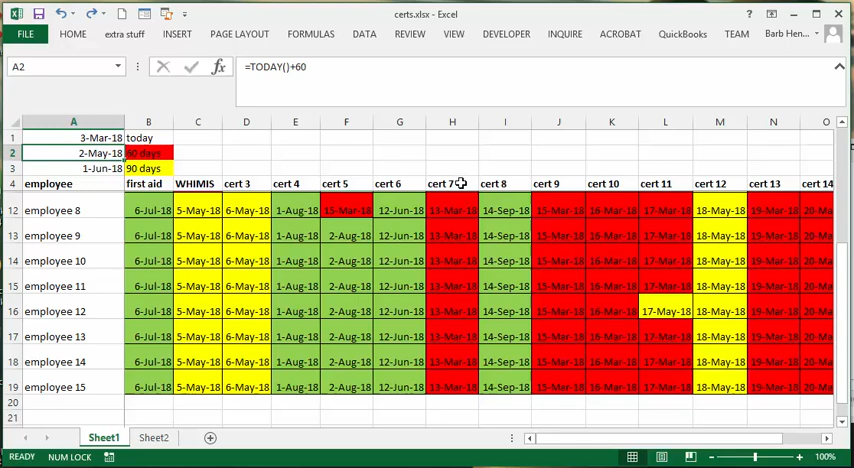 certs.xlsx - Excel
FILE HOME extra stuff INSERT PAGE LAYOUT FORMULAS DATA REVIEW VIEW DEVELOPER INQUIRE ACROBAT QuickBooks TEAM Barb Hen...
A2 fx =TODAY()+60
A B C D E F G H I J K L M N O
1 3-Mar-18 today
2 2-May-18 60 days
3 1-Jun-18 90 days
4 employee first aid WHIMIS cert 3 cert 4 cert 5 cert 6 cert 7 cert 8 cert 9 cert 10 cert 11 cert 12 cert 13 cert 14
12 employee 8 6-Jul-18 5-May-18 6-May-18 1-Aug-18 15-Mar-18 12-Jun-18 13-Mar-18 14-Sep-18 15-Mar-18 16-Mar-18 17-Mar-18 18-May-18 19-Mar-18 20-Ma
13 employee 9 6-Jul-18 5-May-18 6-May-18 1-Aug-18 2-Aug-18 12-Jun-18 13-Mar-18 14-Sep-18 15-Mar-18 16-Mar-18 17-Mar-18 18-May-18 19-Mar-18 20-Ma
14 employee 10 6-Jul-18 5-May-18 6-May-18 1-Aug-18 2-Aug-18 12-Jun-18 13-Mar-18 14-Sep-18 15-Mar-18 16-Mar-18 17-Mar-18 18-May-18 19-Mar-18 20-Ma
15 employee 11 6-Jul-18 5-May-18 6-May-18 1-Aug-18 2-Aug-18 12-Jun-18 13-Mar-18 14-Sep-18 15-Mar-18 16-Mar-18 17-Mar-18 18-May-18 19-Mar-18 20-Ma
16 employee 12 6-Jul-18 5-May-18 6-May-18 1-Aug-18 2-Aug-18 12-Jun-18 13-Mar-18 14-Sep-18 15-Mar-18 16-Mar-18 17-May-18 18-May-18 19-Mar-18 20-Ma
17 employee 13 6-Jul-18 5-May-18 6-May-18 1-Aug-18 2-Aug-18 12-Jun-18 13-Mar-18 14-Sep-18 15-Mar-18 16-Mar-18 17-Mar-18 18-May-18 19-Mar-18 20-Ma
18 employee 14 6-Jul-18 5-May-18 6-May-18 1-Aug-18 2-Aug-18 12-Jun-18 13-Mar-18 14-Sep-18 15-Mar-18 16-Mar-18 17-Mar-18 18-May-18 19-Mar-18 20-Ma
19 employee 15 6-Jul-18 5-May-18 6-May-18 1-Aug-18 2-Aug-18 12-Jun-18 13-Mar-18 14-Sep-18 15-Mar-18 16-Mar-18 17-Mar-18 18-May-18 19-Mar-18 20-Ma
20
21
Sheet1 Sheet2
READY NUM LOCK 100%